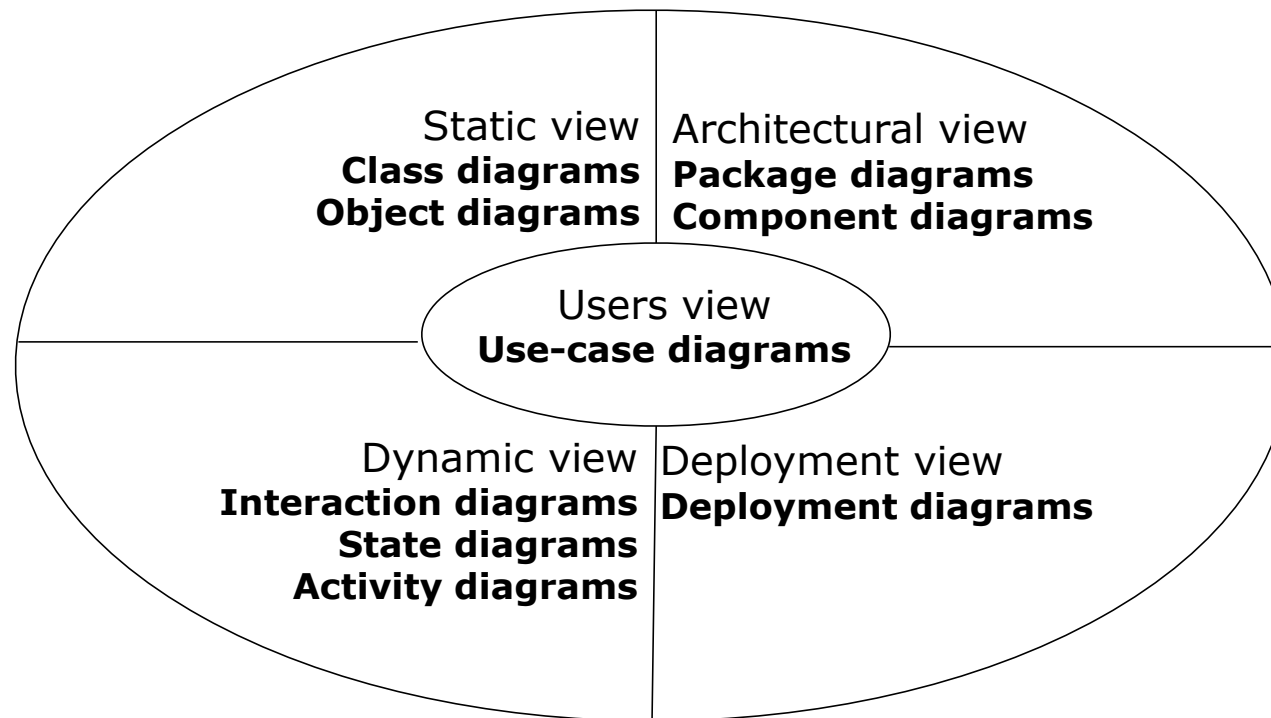 Static view
Class diagrams
Object diagrams
Architectural view
Package diagrams
Component diagrams
Users view
Use-case diagrams
Dynamic view
Interaction diagrams
State diagrams
Activity diagrams
Deployment view
Deployment diagrams